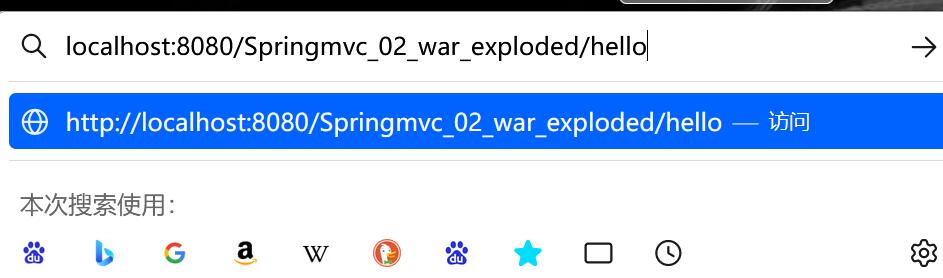 localhost:8080/Springmvc_02_war_exploded/hello
http://localhost:8080/Springmvc_02_war_exploded/hello — 访问
本次搜索使用：
a W